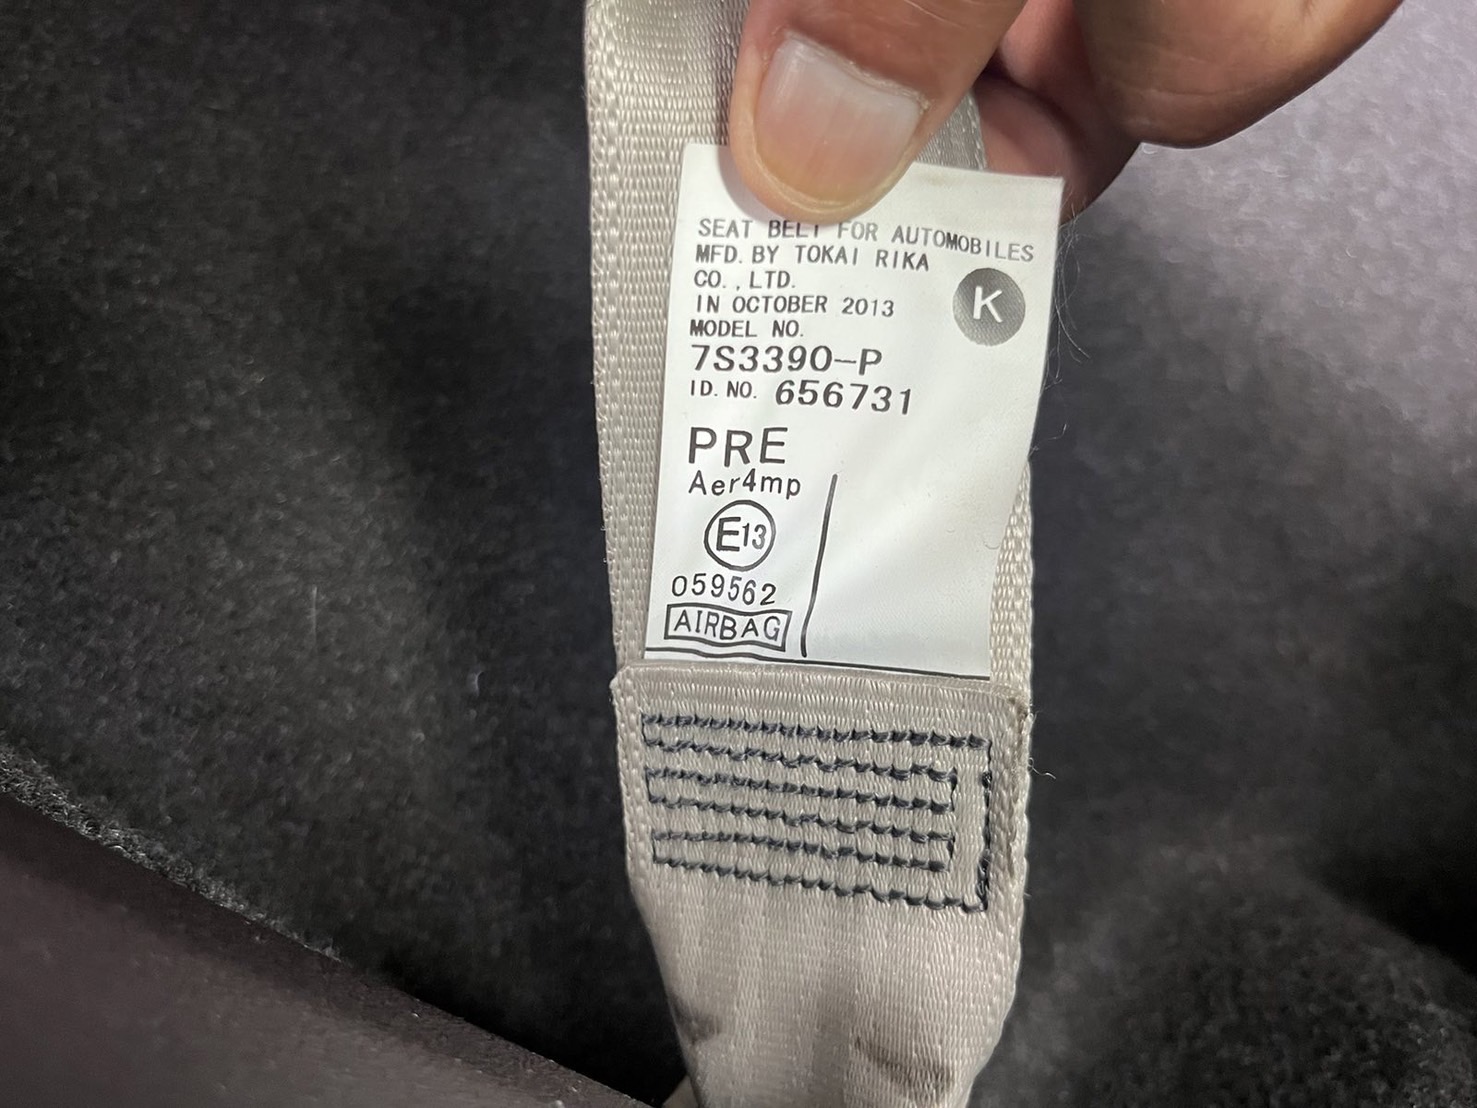 SEAT BELT FOR AUTOMOBILES
MFD. BY TOKAI RIKA
CO., LTD.
IN OCTOBER 2013
K
MODEL NO.
7S3390-P
ID. NO. 656731
PRE
Aer4mp
E13
059562
AIRBAG